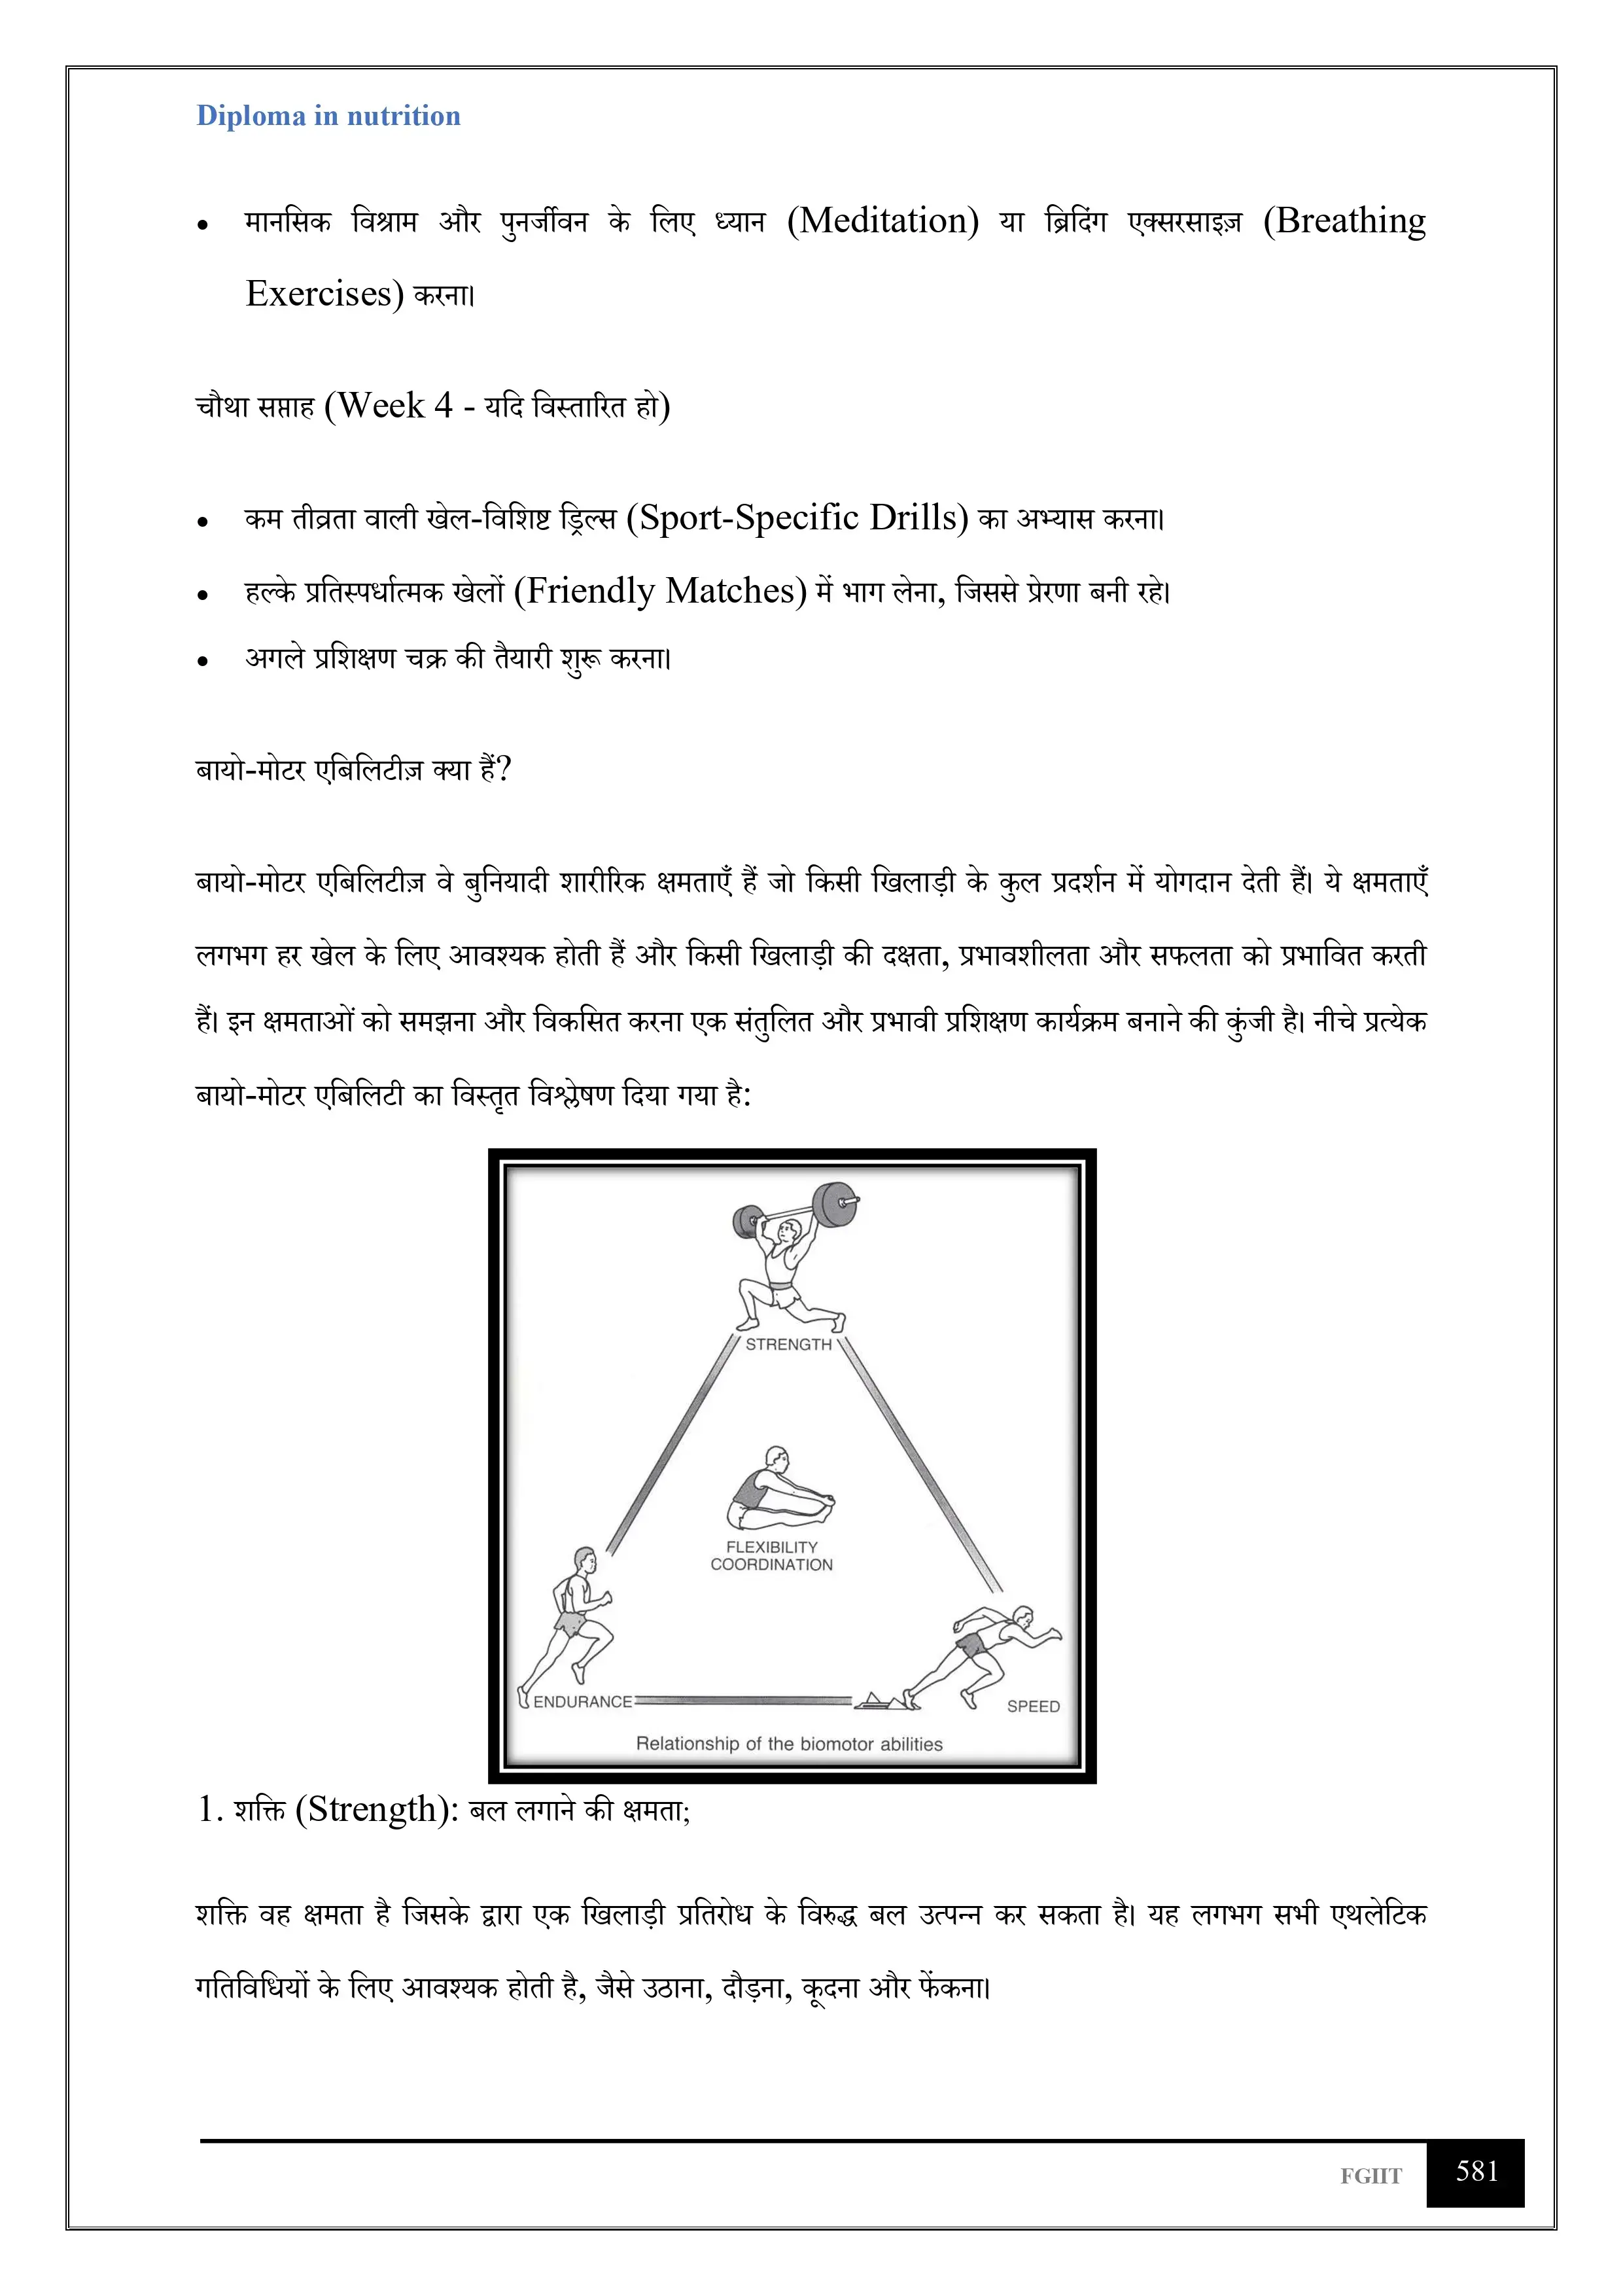 Diploma in nutrition
• मानसिक विश्राम और पुनर्जीवन के लिए ध्यान (Meditation) या ब्रिदिंग एक्सरसाइज़ (Breathing
Exercises) करना।
चौथा सप्ताह (Week 4 - यदि विस्तारित हो)
• कम तीव्रता वाली खेल-विशिष्ट ड्रिल्स (Sport-Specific Drills) का अभ्यास करना।
• हल्के प्रतिस्पर्धात्मक खेलों (Friendly Matches) में भाग लेना, जिससे प्रेरणा बनी रहे।
• अगले प्रशिक्षण चक्र की तैयारी शुरू करना।
बायो-मोटर एबिलिटीज़ क्या हैं?
बायो-मोटर एबिलिटीज़ वे बुनियादी शारीरिक क्षमताएँ हैं जो किसी खिलाड़ी के कुल प्रदर्शन में योगदान देती हैं। ये क्षमताएँ
लगभग हर खेल के लिए आवश्यक होती हैं और किसी खिलाड़ी की दक्षता, प्रभावशीलता और सफलता को प्रभावित करती
हैं। इन क्षमताओं को समझना और विकसित करना एक संतुलित और प्रभावी प्रशिक्षण कार्यक्रम बनाने की कुंजी है। नीचे प्रत्येक
बायो-मोटर एबिलिटी का विस्तृत विश्लेषण दिया गया है:
STRENGTH
FLEXIBILITY
COORDINATION
ENDURANCE
SPEED
Relationship of the biomotor abilities
1. शक्ति (Strength): बल लगाने की क्षमता;
शक्ति वह क्षमता है जिसके द्वारा एक खिलाड़ी प्रतिरोध के विरुद्ध बल उत्पन्न कर सकता है। यह लगभग सभी एथलेटिक
गतिविधियों के लिए आवश्यक होती है, जैसे उठाना, दौड़ना, कूदना और फेंकना।
FGIIT 581